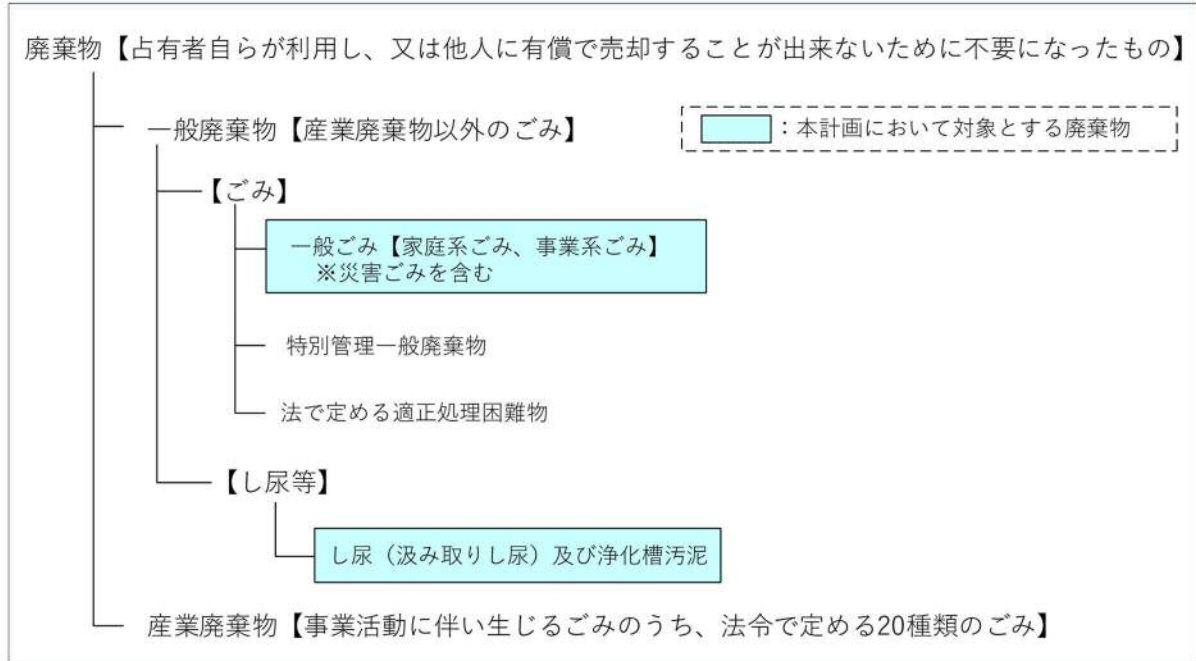 廃棄物【占有者自らが利用し、又は他人に有償で売却することが出来ないために不要になったもの】
一般廃棄物【産業廃棄物以外のごみ】
：本計画において対象とする廃棄物
【ごみ】
一般ごみ【家庭系ごみ、事業系ごみ】
※災害ごみを含む
特別管理一般廃棄物
法で定める適正処理困難物
【し尿等】
し尿（汲み取りし尿）及び浄化槽汚泥
産業廃棄物【事業活動に伴い生じるごみのうち、法令で定める20種類のごみ】